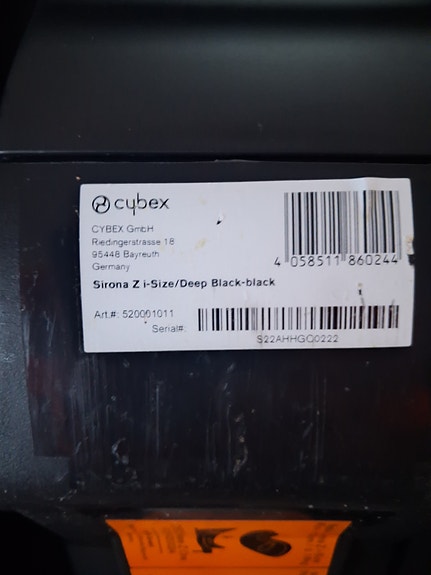 cybex
CYBEX GmbH
Riedingerstrasse 18
95448 Bayreuth
Germany
4 058511 860244
Sirona Z i-Size/Deep Black-black
Art.#: 520001011
Serial#:
S22AHHGC0222